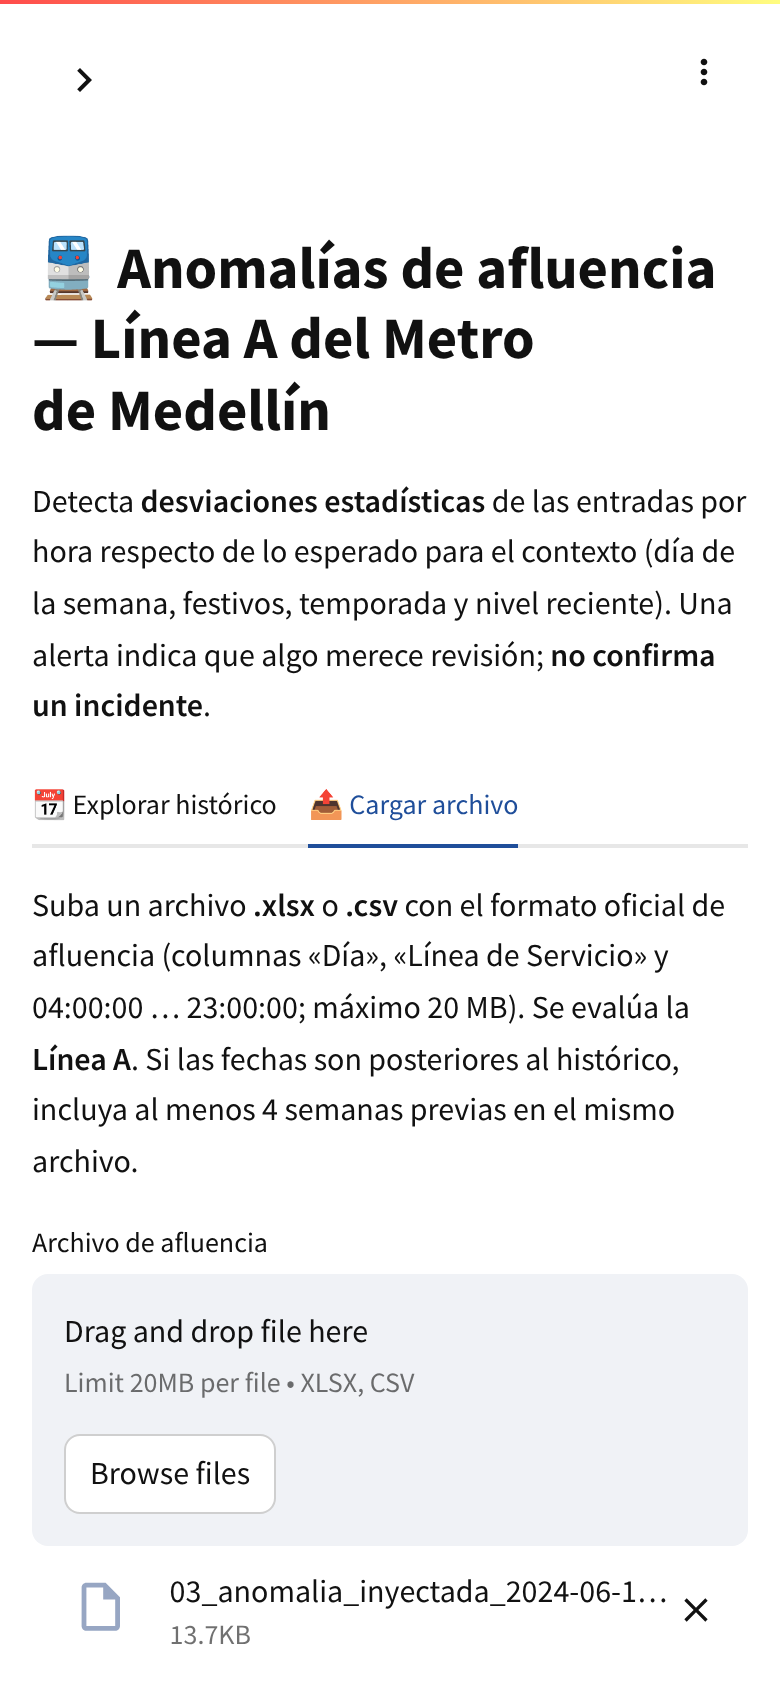 Anomalías de afluencia
— Línea A del Metro
de Medellín
Detecta desviaciones estadísticas de las entradas por
hora respecto de lo esperado para el contexto (día de
la semana, festivos, temporada y nivel reciente). Una
alerta indica que algo merece revisión; no confirma
un incidente.
July
17
Explorar histórico
Cargar archivo
Suba un archivo .xlsx o .csv con el formato oficial de
afluencia (columnas «Día», «Línea de Servicio» y
04:00:00 … 23:00:00; máximo 20 MB). Se evalúa la
Línea A. Si las fechas son posteriores al histórico,
incluya al menos 4 semanas previas en el mismo
archivo.
Archivo de afluencia
Drag and drop file here
Limit 20MB per file • XLSX, CSV
Browse files
03_anomalia_inyectada_2024-06-1…
13.7KB